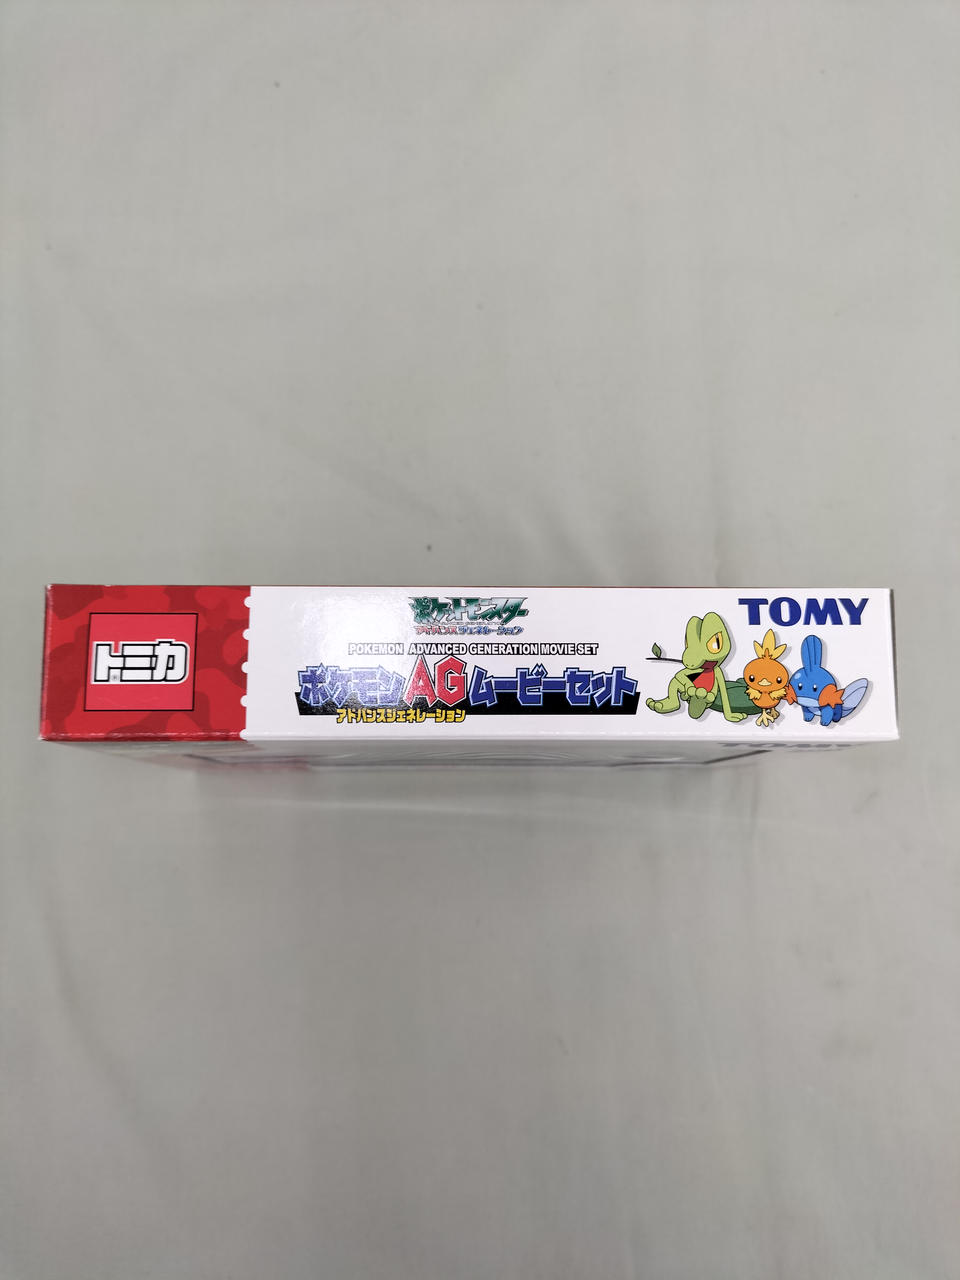 トミカ
ポケットモンスター
アドバンスジェネレーション
POKEMON ADVANCED GENERATION MOVIE SET
ポケモンAGムービーセット
アドバンスジェネレーション
TOMY
TOMY